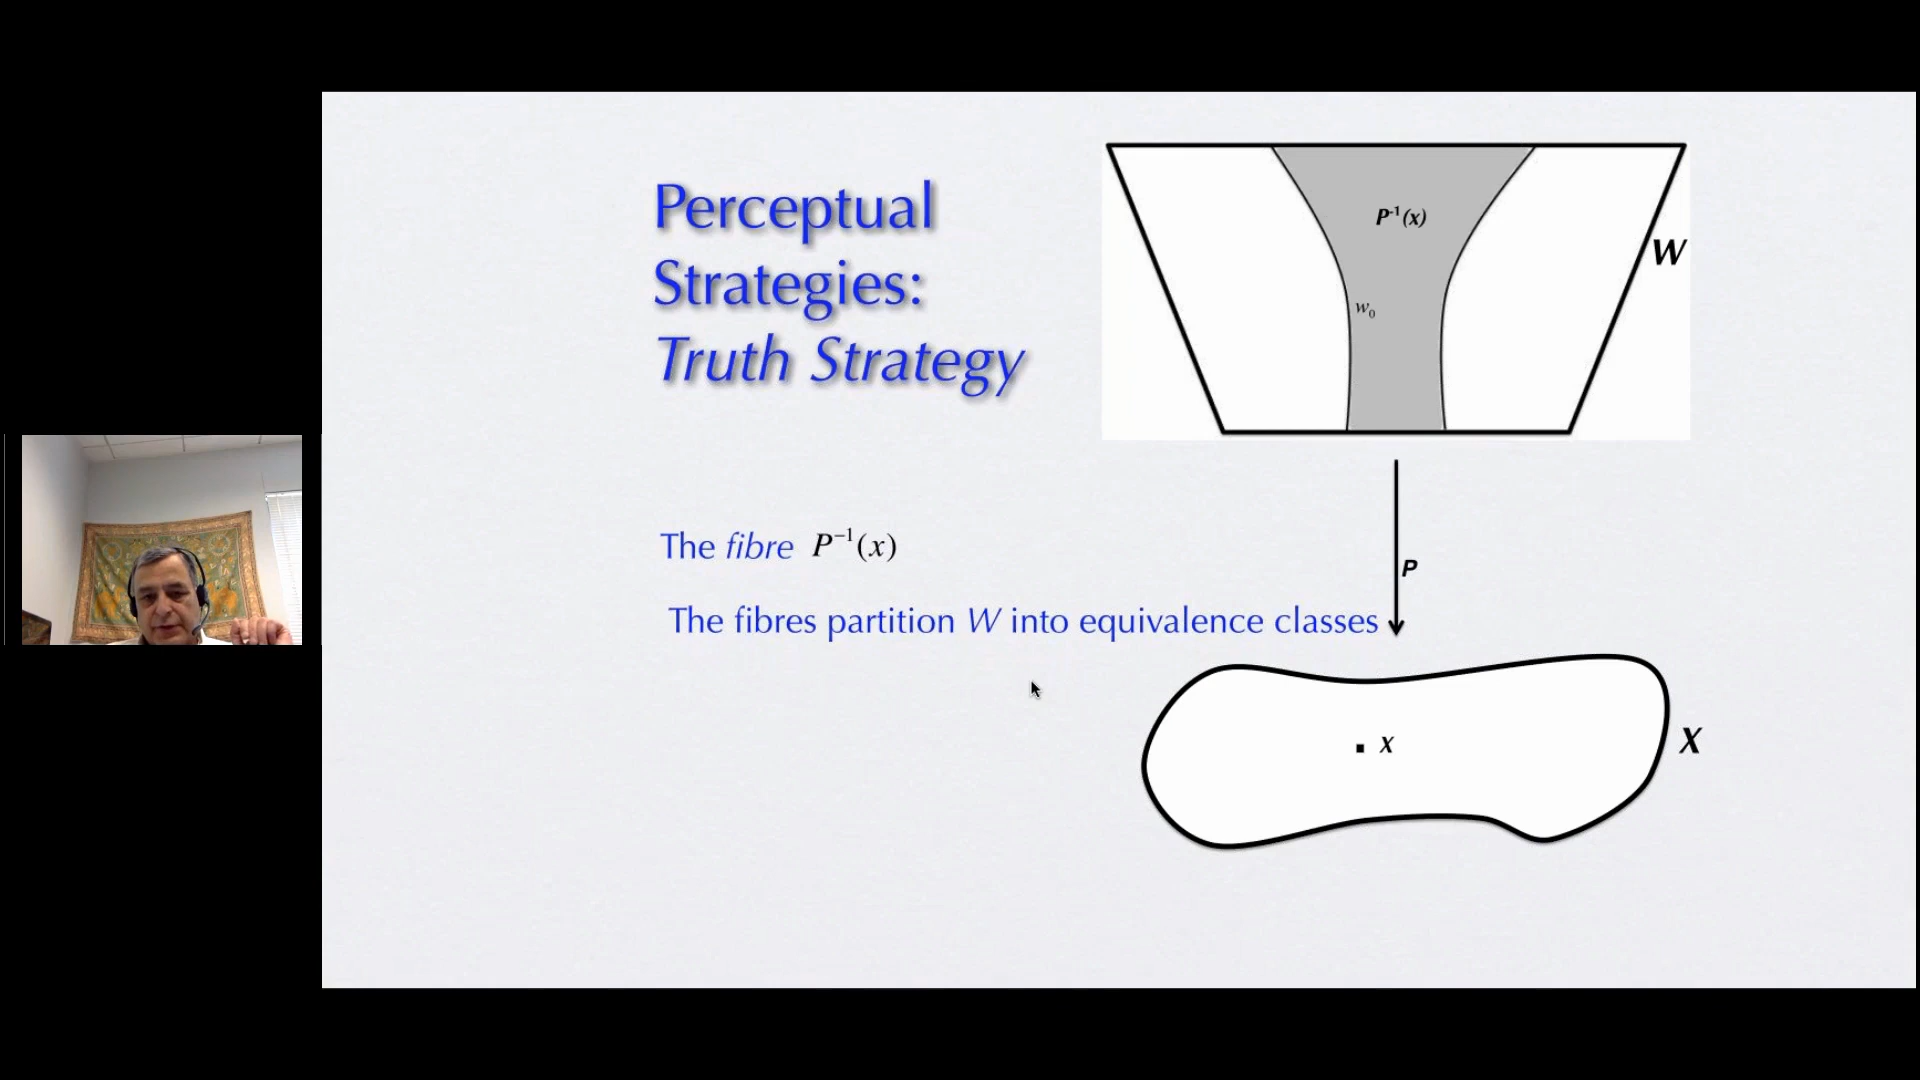 Perceptual
Strategies:
Truth Strategy
P⁻¹(x)
W
w₀
The fibre P⁻¹(x)
P
The fibres partition W into equivalence classes
x
X